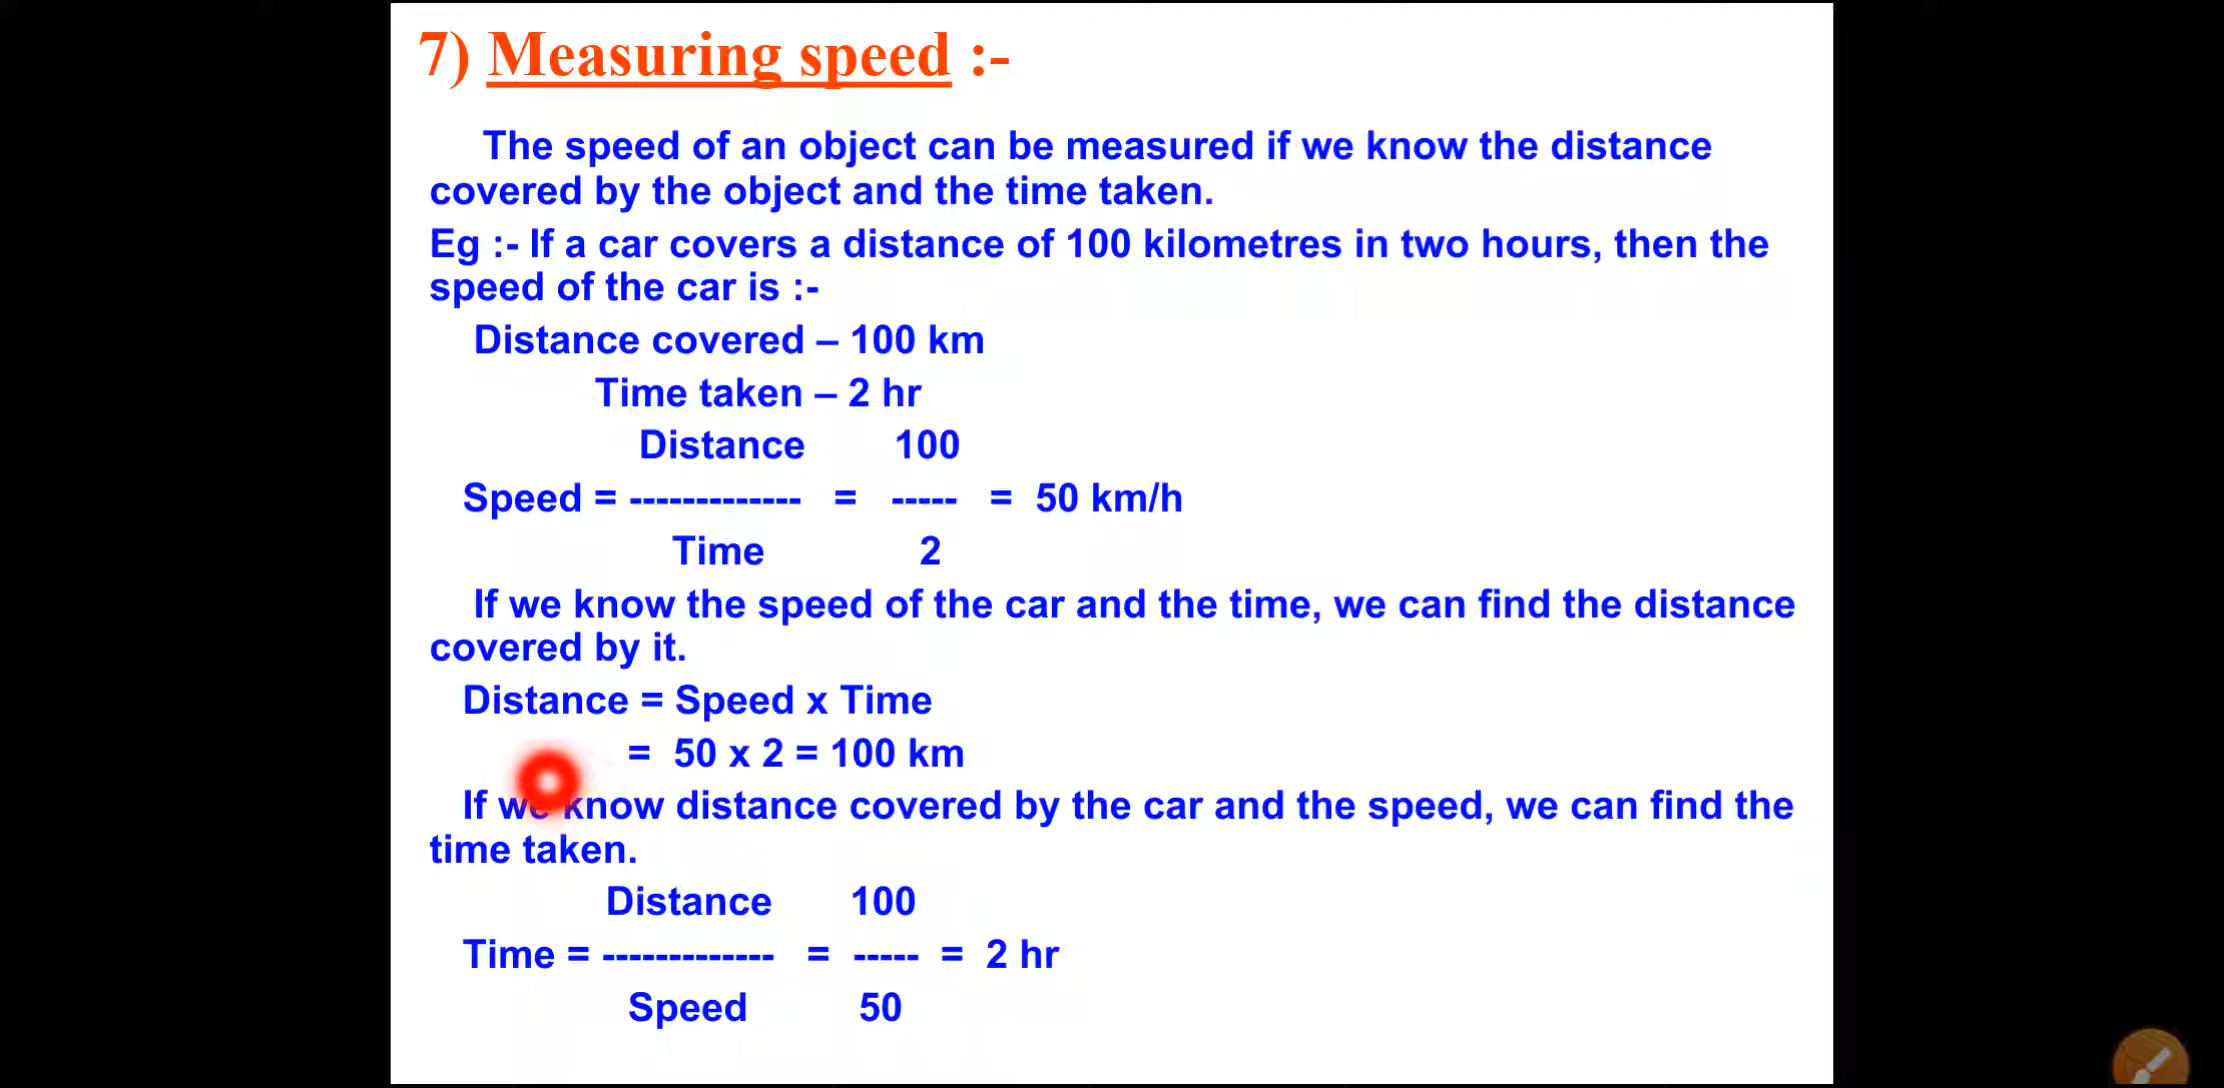 7) Measuring speed :-
The speed of an object can be measured if we know the distance
covered by the object and the time taken.
Eg :- If a car covers a distance of 100 kilometres in two hours, then the
speed of the car is :-
Distance covered – 100 km
Time taken – 2 hr
Distance 100
Speed = ------------- = ----- = 50 km/h
Time 2
If we know the speed of the car and the time, we can find the distance
covered by it.
Distance = Speed x Time
= 50 x 2 = 100 km
If we know distance covered by the car and the speed, we can find the
time taken.
Distance 100
Time = ------------- = ----- = 2 hr
Speed 50